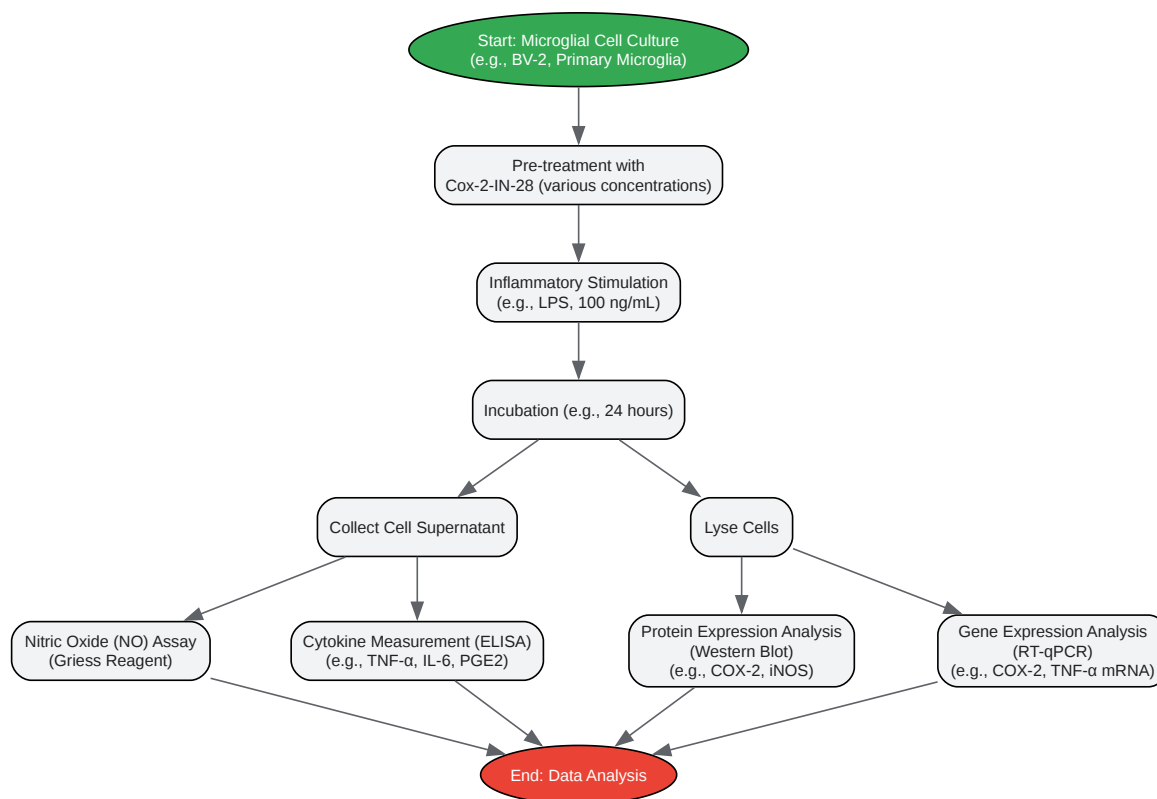 Start: Microglial Cell Culture
(e.g., BV-2, Primary Microglia)
Pre-treatment with
Cox-2-IN-28 (various concentrations)
Inflammatory Stimulation
(e.g., LPS, 100 ng/mL)
Incubation (e.g., 24 hours)
Collect Cell Supernatant
Lyse Cells
Nitric Oxide (NO) Assay
(Griess Reagent)
Cytokine Measurement (ELISA)
(e.g., TNF-α, IL-6, PGE2)
Protein Expression Analysis
(Western Blot)
(e.g., COX-2, iNOS)
Gene Expression Analysis
(RT-qPCR)
(e.g., COX-2, TNF-α mRNA)
End: Data Analysis